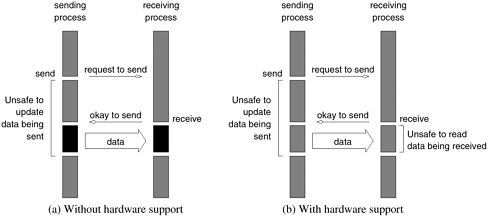 sending
process
receiving
process
send
request to send
Unsafe to
update
data being
sent
okay to send
receive
data
(a) Without hardware support
sending
process
receiving
process
send
request to send
Unsafe to
update
data being
sent
okay to send
receive
data
Unsafe to read
data being received
(b) With hardware support